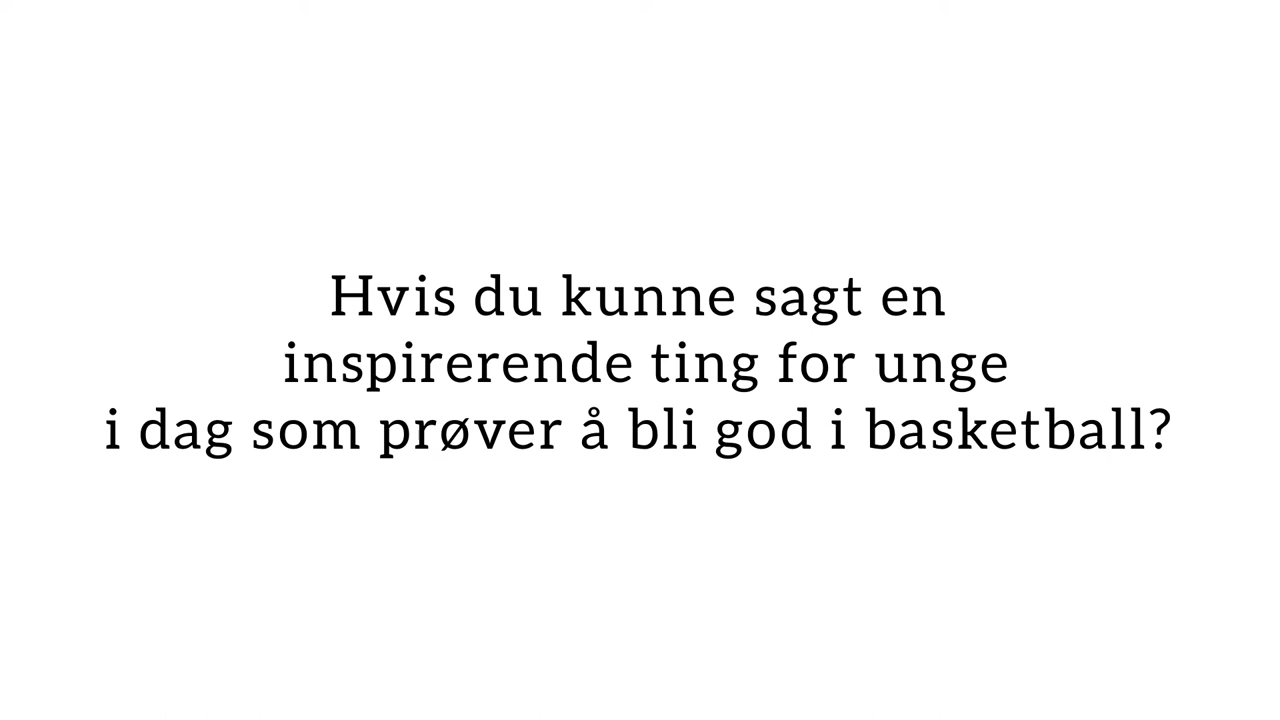 Hvis du kunne sagt en
inspirerende ting for unge
i dag som prøver å bli god i basketball?